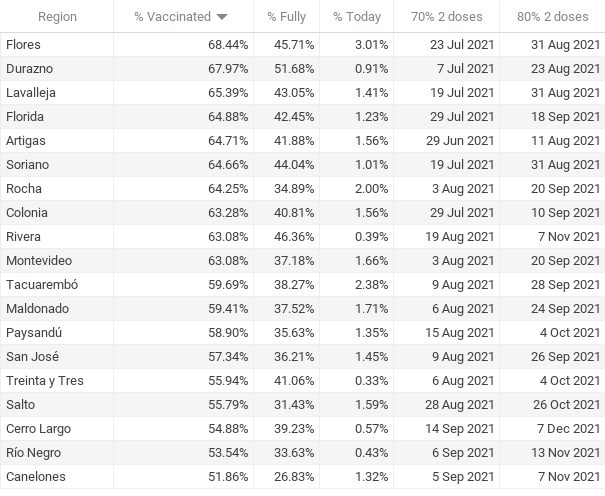 Region % Vaccinated % Fully % Today 70% 2 doses 80% 2 doses
Flores 68.44% 45.71% 3.01% 23 Jul 2021 31 Aug 2021
Durazno 67.97% 51.68% 0.91% 7 Jul 2021 23 Aug 2021
Lavalleja 65.39% 43.05% 1.41% 19 Jul 2021 31 Aug 2021
Florida 64.88% 42.45% 1.23% 29 Jul 2021 18 Sep 2021
Artigas 64.71% 41.88% 1.56% 29 Jun 2021 11 Aug 2021
Soriano 64.66% 44.04% 1.01% 19 Jul 2021 31 Aug 2021
Rocha 64.25% 34.89% 2.00% 3 Aug 2021 20 Sep 2021
Colonia 63.28% 40.81% 1.56% 29 Jul 2021 10 Sep 2021
Rivera 63.08% 46.36% 0.39% 19 Aug 2021 7 Nov 2021
Montevideo 63.08% 37.18% 1.66% 3 Aug 2021 20 Sep 2021
Tacuarembó 59.69% 38.27% 2.38% 9 Aug 2021 28 Sep 2021
Maldonado 59.41% 37.52% 1.71% 6 Aug 2021 24 Sep 2021
Paysandú 58.90% 35.63% 1.35% 15 Aug 2021 4 Oct 2021
San José 57.34% 36.21% 1.45% 9 Aug 2021 26 Sep 2021
Treinta y Tres 55.94% 41.06% 0.33% 6 Aug 2021 4 Oct 2021
Salto 55.79% 31.43% 1.59% 28 Aug 2021 26 Oct 2021
Cerro Largo 54.88% 39.23% 0.57% 14 Sep 2021 7 Dec 2021
Río Negro 53.54% 33.63% 0.43% 6 Sep 2021 13 Nov 2021
Canelones 51.86% 26.83% 1.32% 5 Sep 2021 7 Nov 2021